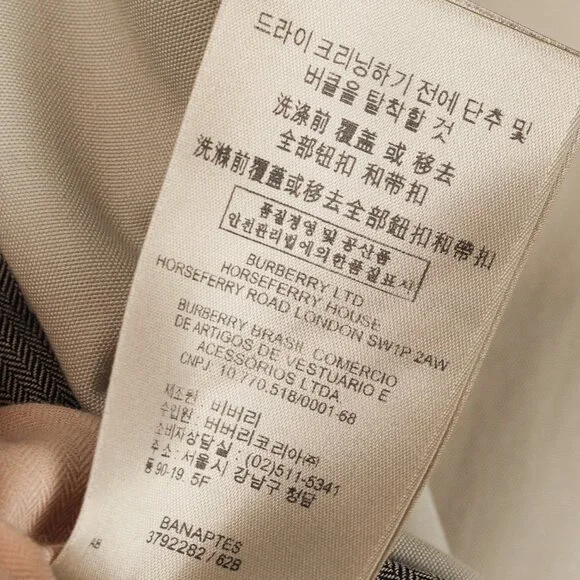 드라이 크리닝하기 전에 단추 및
버클을 탈착할 것
洗涤前 覆盖 或 移去
全部钮扣 和带扣
洗滌前覆蓋或移去全部鈕扣和帶扣
품질경영 및 공산품
안전관리법에의한품질표시
BURBERRY LTD
HORSEFERRY HOUSE
HORSEFERRY ROAD LONDON SW1P 2AW
BURBERRY BRASIL COMERCIO
DE ARTIGOS DE VESTUÁRIO E
ACESSÓRIOS LTDA
CNPJ: 10.770.518/0001-68
제조원 : 버버리
수입원 : 버버리코리아(주)
소비자상담실 : (02)511-5341
주소 : 서울시 강남구 청담
동 90-19 5F
BANAPTES
AB 3792282 / 62B